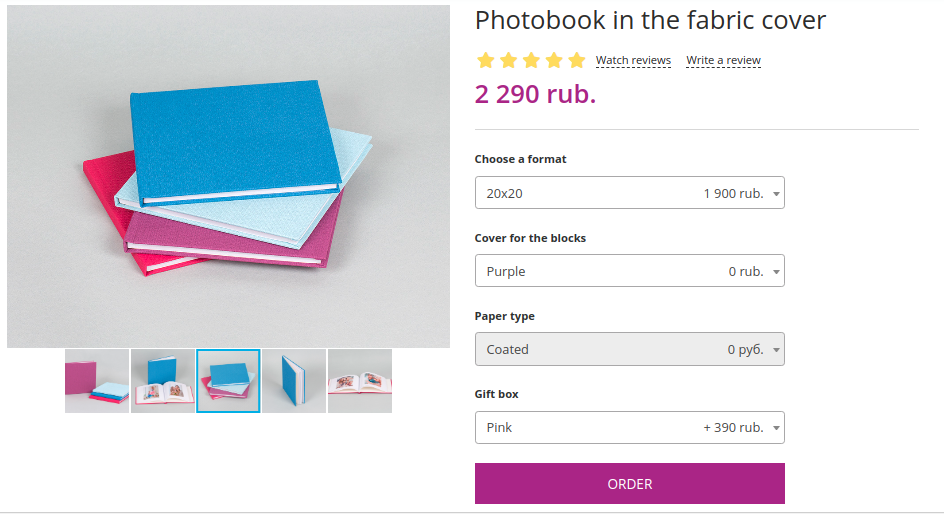 Photobook in the fabric cover
Watch reviews Write a review
2 290 rub.
Choose a format
20x20 1 900 rub.
Cover for the blocks
Purple 0 rub.
Paper type
Coated 0 руб.
Gift box
Pink + 390 rub.
ORDER